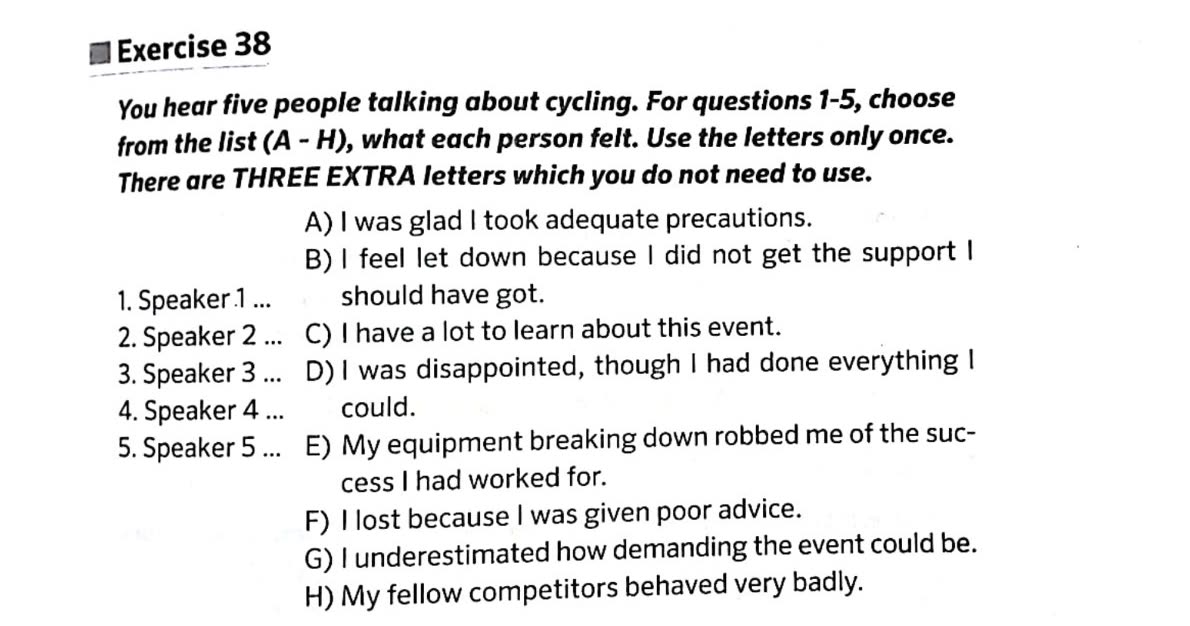 Exercise 38
You hear five people talking about cycling. For questions 1-5, choose
from the list (A - H), what each person felt. Use the letters only once.
There are THREE EXTRA letters which you do not need to use.
A) I was glad I took adequate precautions.
B) I feel let down because I did not get the support I
should have got.
1. Speaker 1 ...
2. Speaker 2 ...
3. Speaker 3 ...
4. Speaker 4 ...
5. Speaker 5 ...
C) I have a lot to learn about this event.
D) I was disappointed, though I had done everything I
could.
E) My equipment breaking down robbed me of the suc-
cess I had worked for.
F) I lost because I was given poor advice.
G) I underestimated how demanding the event could be.
H) My fellow competitors behaved very badly.